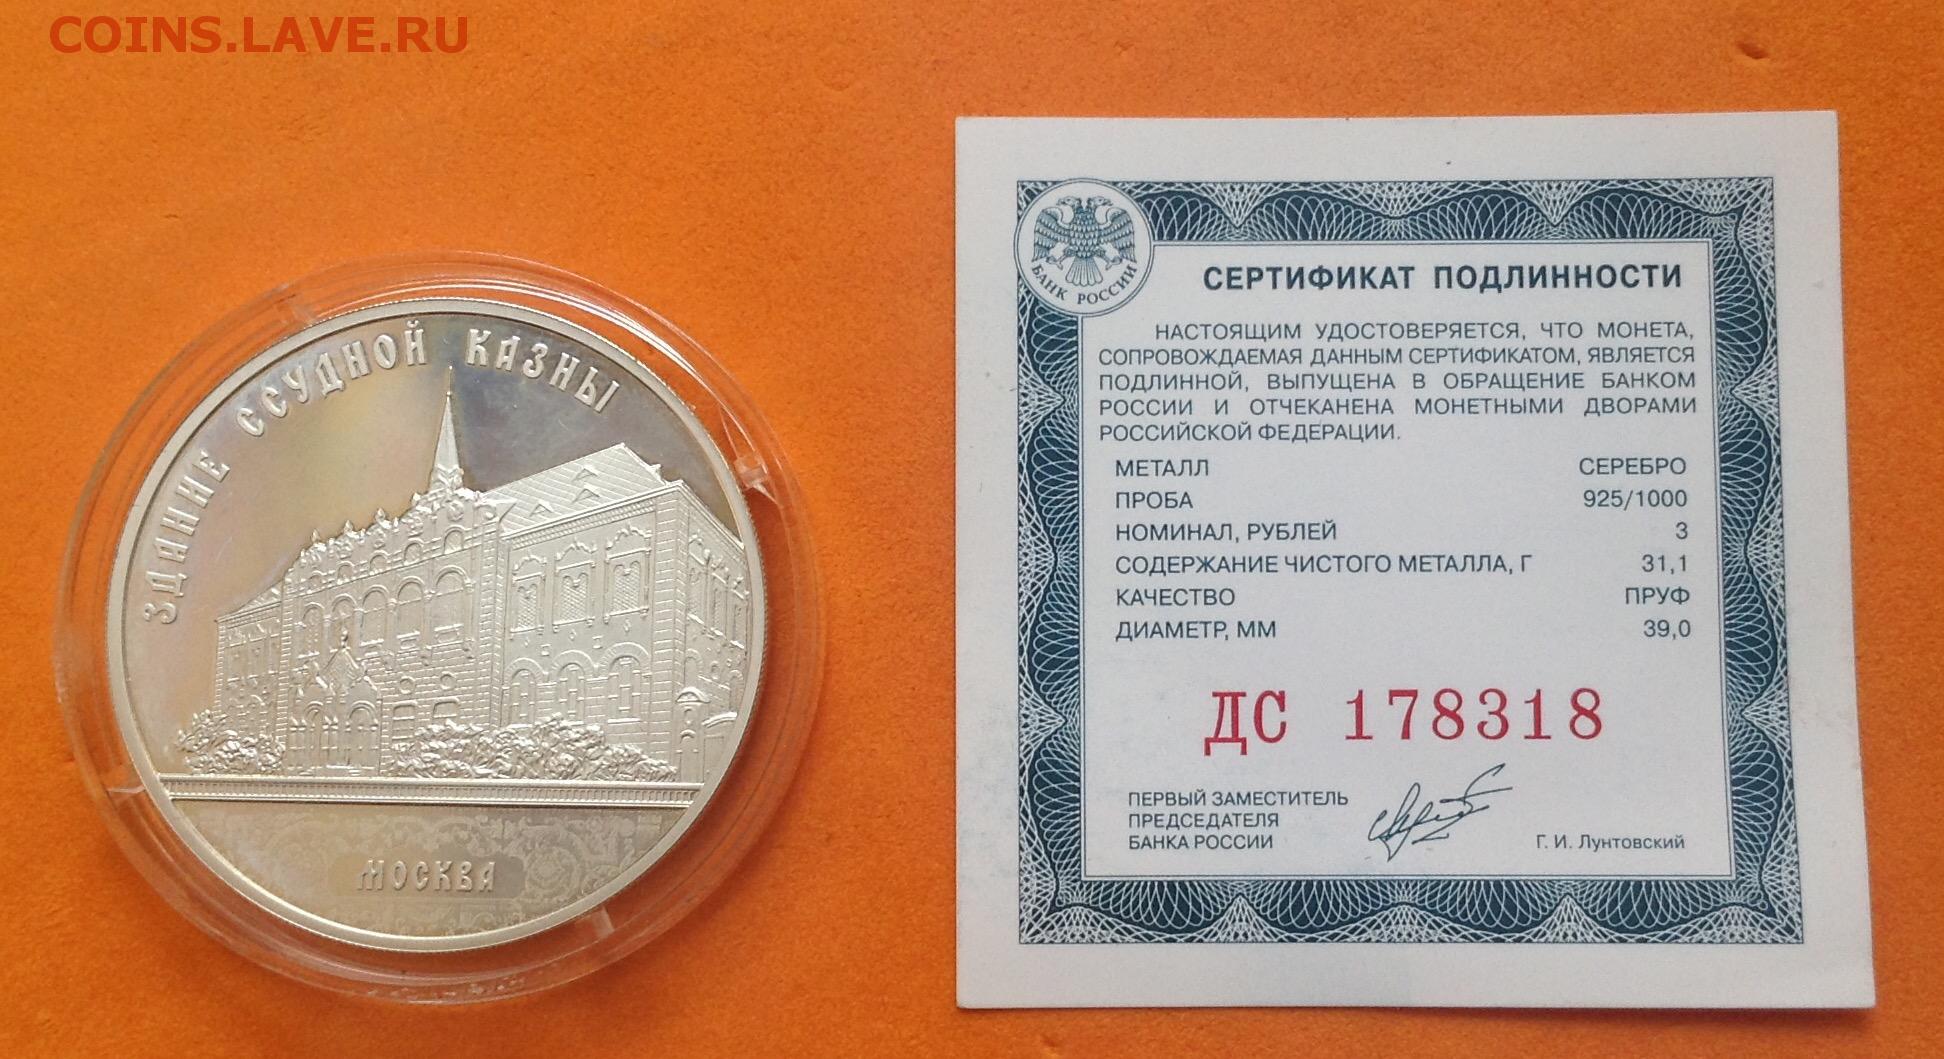 COINS.LAVE.RU
ЗДАНИЕ ССУДНОЙ КАЗНЫ
МОСКВА
БАНК РОССИИ
СЕРТИФИКАТ ПОДЛИННОСТИ
НАСТОЯЩИМ УДОСТОВЕРЯЕТСЯ, ЧТО МОНЕТА,
СОПРОВОЖДАЕМАЯ ДАННЫМ СЕРТИФИКАТОМ, ЯВЛЯЕТСЯ
ПОДЛИННОЙ, ВЫПУЩЕНА В ОБРАЩЕНИЕ БАНКОМ
РОССИИ И ОТЧЕКАНЕНА МОНЕТНЫМИ ДВОРАМИ
РОССИЙСКОЙ ФЕДЕРАЦИИ.
МЕТАЛЛ СЕРЕБРО
ПРОБА 925/1000
НОМИНАЛ, РУБЛЕЙ 3
СОДЕРЖАНИЕ ЧИСТОГО МЕТАЛЛА, Г 31,1
КАЧЕСТВО ПРУФ
ДИАМЕТР, ММ 39,0
ДС 178318
ПЕРВЫЙ ЗАМЕСТИТЕЛЬ
ПРЕДСЕДАТЕЛЯ
БАНКА РОССИИ
Г. И. Лунтовский